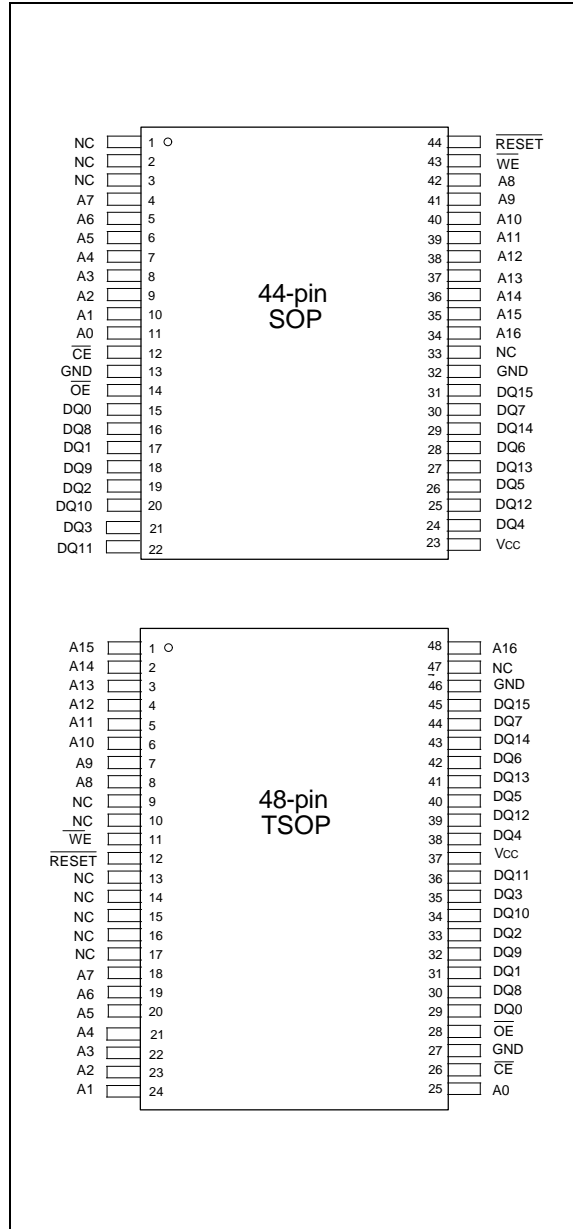 NC 1 44 RESET
NC 2 43 WE
NC 3 42 A8
A7 4 41 A9
A6 5 40 A10
A5 6 39 A11
A4 7 38 A12
A3 8 37 A13
A2 9 36 A14
A1 10 35 A15
A0 11 34 A16
CE 12 33 NC
GND 13 32 GND
OE 14 31 DQ15
DQ0 15 30 DQ7
DQ8 16 29 DQ14
DQ1 17 28 DQ6
DQ9 18 27 DQ13
DQ2 19 26 DQ5
DQ10 20 25 DQ12
DQ3 21 24 DQ4
DQ11 22 23 Vcc
44-pin
SOP
A15 1 48 A16
A14 2 47 NC
A13 3 46 GND
A12 4 45 DQ15
A11 5 44 DQ7
A10 6 43 DQ14
A9 7 42 DQ6
A8 8 41 DQ13
NC 9 40 DQ5
NC 10 39 DQ12
WE 11 38 DQ4
RESET 12 37 Vcc
NC 13 36 DQ11
NC 14 35 DQ3
NC 15 34 DQ10
NC 16 33 DQ2
NC 17 32 DQ9
A7 18 31 DQ1
A6 19 30 DQ8
A5 20 29 DQ0
A4 21 28 OE
A3 22 27 GND
A2 23 26 CE
A1 24 25 A0
48-pin
TSOP